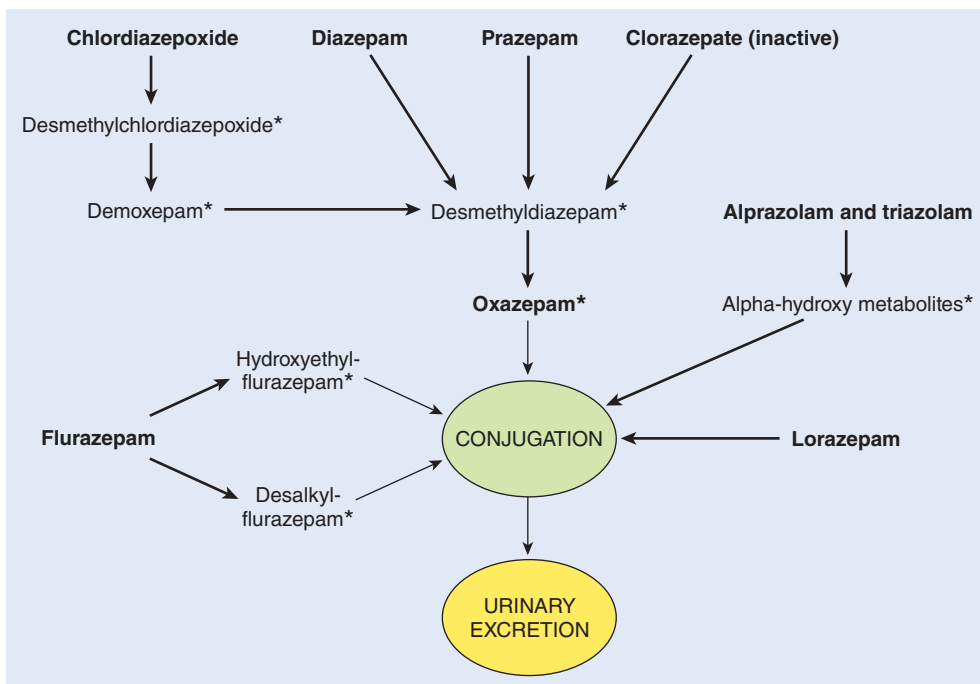 Chlordiazepoxide
Diazepam
Prazepam
Clorazepate (inactive)
Desmethylchlordiazepoxide*
Demoxepam*
Desmethyldiazepam*
Alprazolam and triazolam
Oxazepam*
Alpha-hydroxy metabolites*
Hydroxyethyl-
flurazepam*
Flurazepam
CONJUGATION
Lorazepam
Desalkyl-
flurazepam*
URINARY
EXCRETION